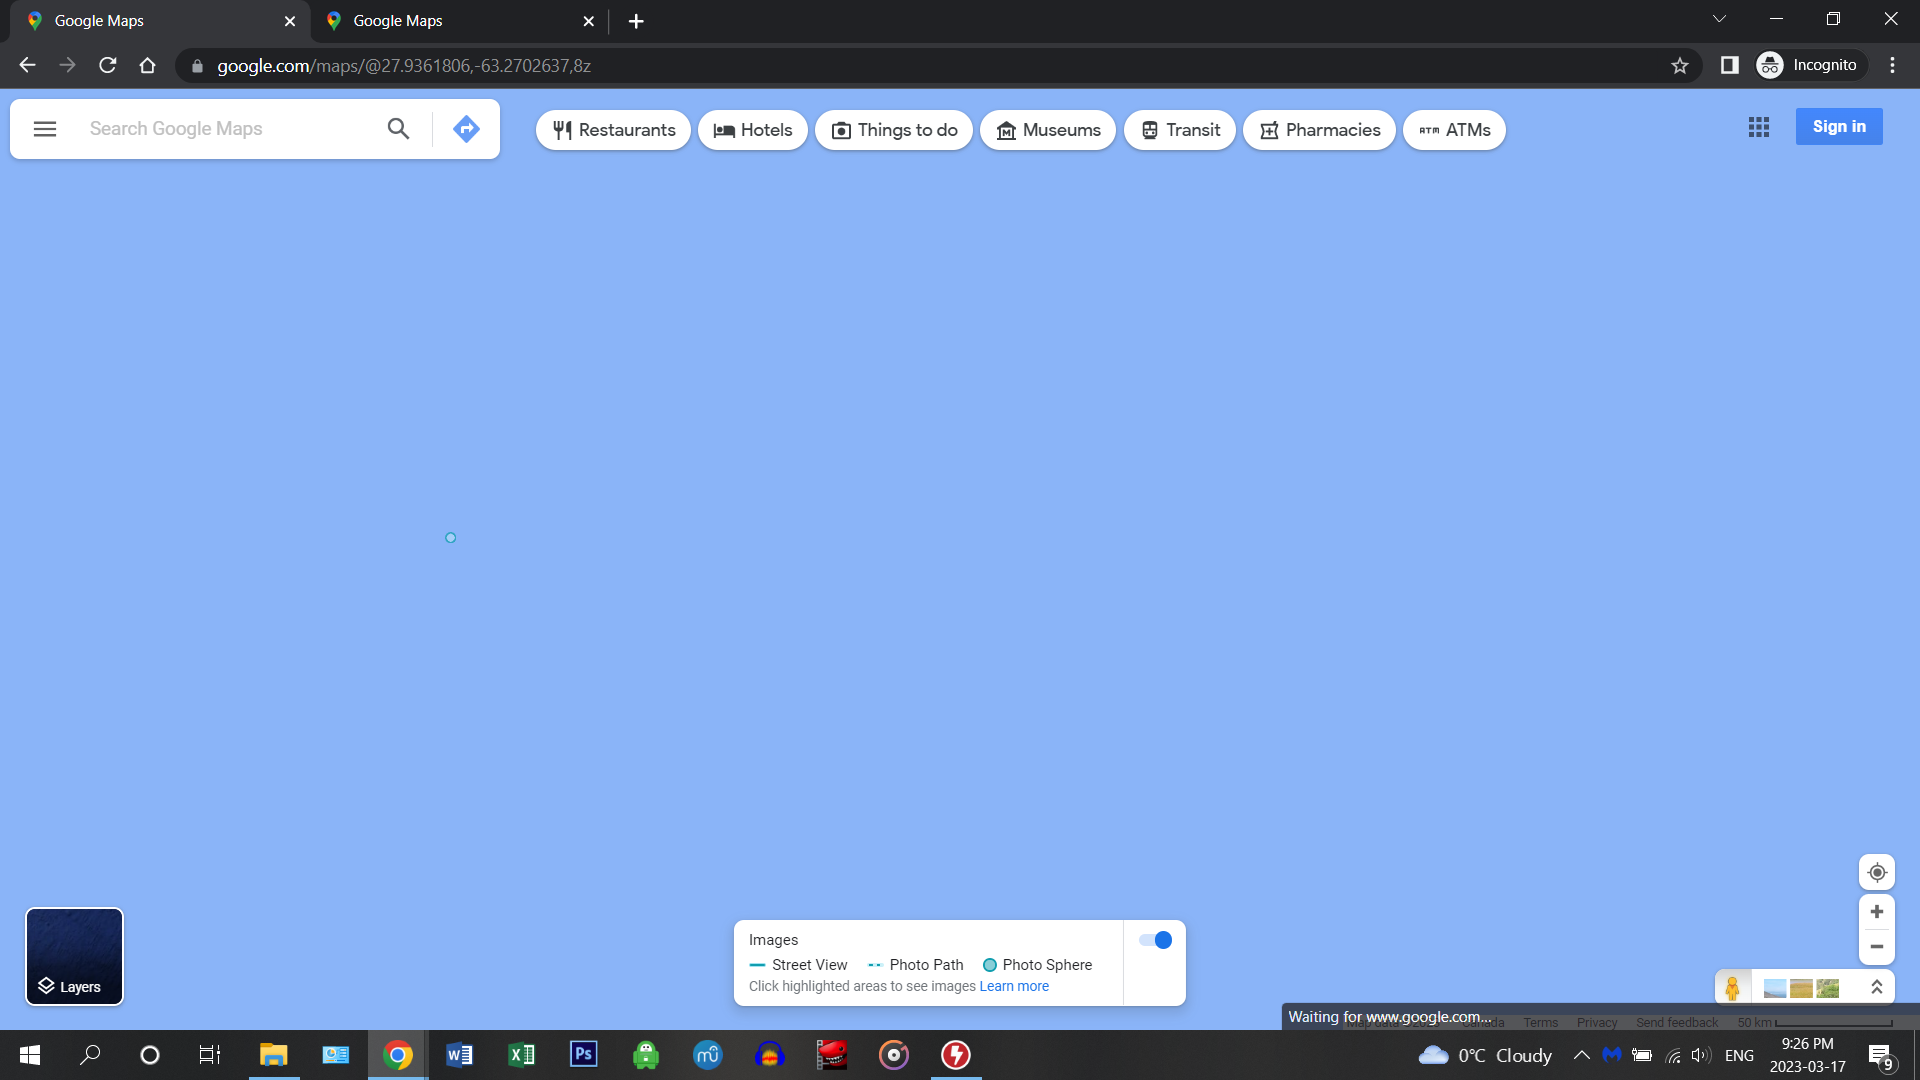 Google Maps
Google Maps
google.com/maps/@27.9361806,-63.2702637,8z
Incognito
Search Google Maps
Restaurants
Hotels
Things to do
Museums
Transit
Pharmacies
ATM ATMs
Sign in
Layers
Images
Street View Photo Path Photo Sphere
Click highlighted areas to see images Learn more
Waiting for www.google.com...
Map data Canada Terms Privacy Send feedback 50 km
W
X
Ps
mū
0°C Cloudy
ENG
9:26 PM
2023-03-17
9